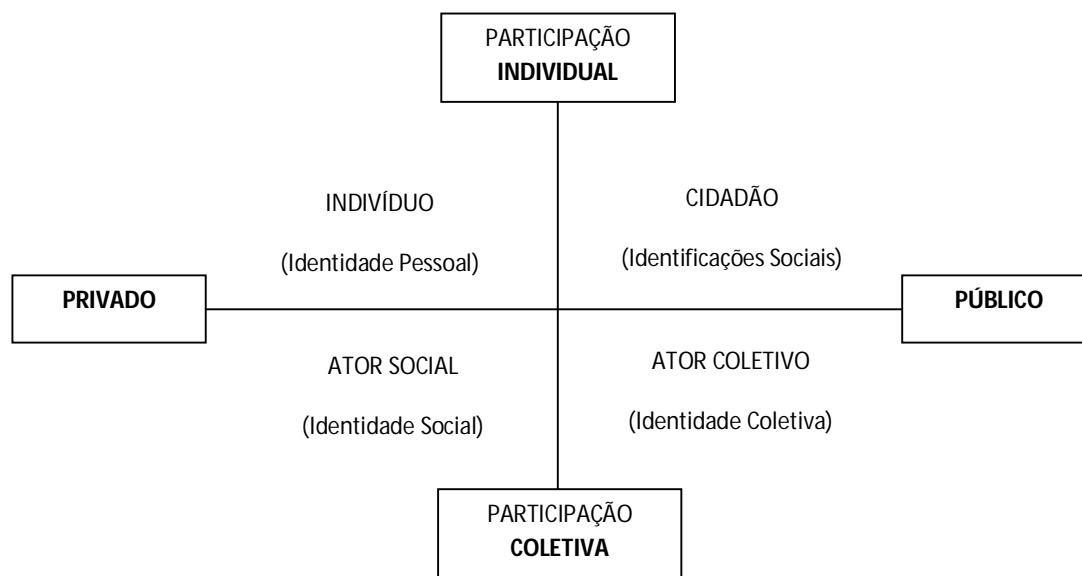 PARTICIPAÇÃO
INDIVIDUAL
INDIVÍDUO
(Identidade Pessoal)
CIDADÃO
(Identificações Sociais)
PRIVADO
PÚBLICO
ATOR SOCIAL
(Identidade Social)
ATOR COLETIVO
(Identidade Coletiva)
PARTICIPAÇÃO
COLETIVA